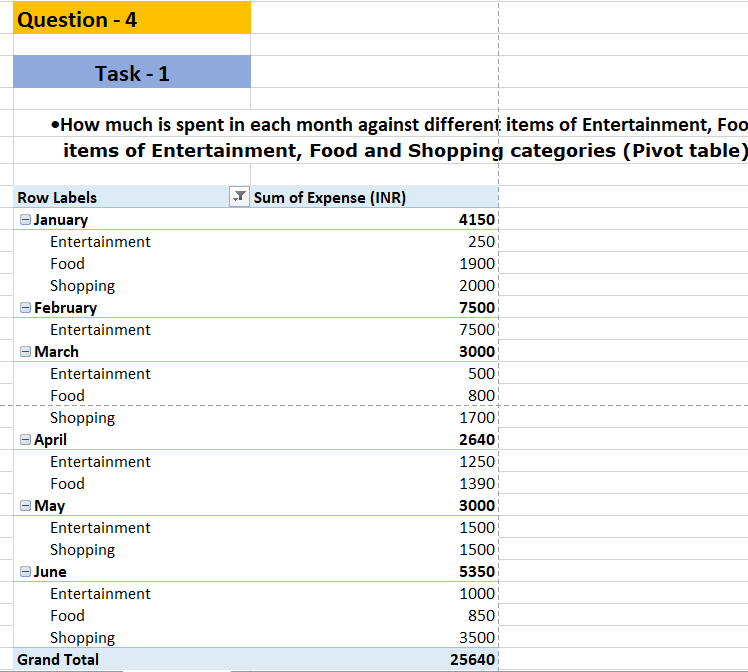 Question - 4
Task - 1
•How much is spent in each month against different items of Entertainment, Foo
items of Entertainment, Food and Shopping categories (Pivot table)
Row Labels Sum of Expense (INR)
January 4150
Entertainment 250
Food 1900
Shopping 2000
February 7500
Entertainment 7500
March 3000
Entertainment 500
Food 800
Shopping 1700
April 2640
Entertainment 1250
Food 1390
May 3000
Entertainment 1500
Shopping 1500
June 5350
Entertainment 1000
Food 850
Shopping 3500
Grand Total 25640